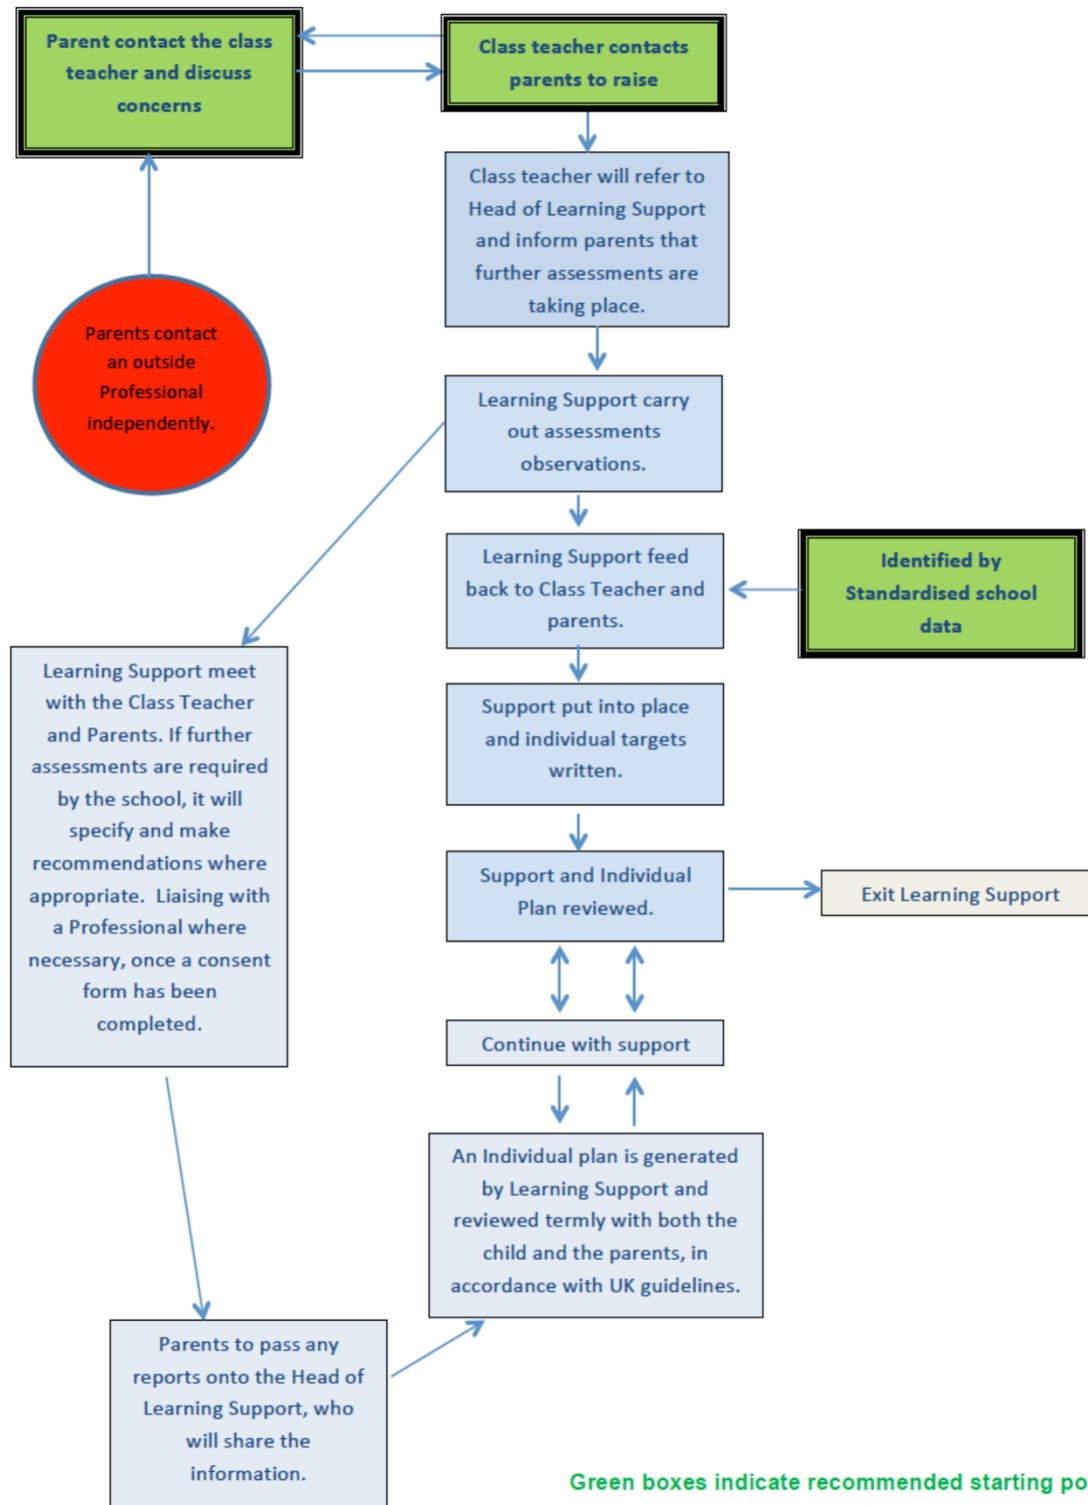 Parent contact the class
teacher and discuss
concerns
Class teacher contacts
parents to raise
Class teacher will refer to
Head of Learning Support
and inform parents that
further assessments are
taking place.
Parents contact
an outside
Professional
independently.
Learning Support carry
out assessments
observations.
Learning Support feed
back to Class Teacher and
parents.
Identified by
Standardised school
data
Learning Support meet
with the Class Teacher
and Parents. If further
assessments are required
by the school, it will
specify and make
recommendations where
appropriate.  Liaising with
a Professional where
necessary, once a consent
form has been
completed.
Support put into place
and individual targets
written.
Support and Individual
Plan reviewed.
Exit Learning Support
Continue with support
An Individual plan is generated
by Learning Support and
reviewed termly with both the
child and the parents, in
accordance with UK guidelines.
Parents to pass any
reports onto the Head of
Learning Support, who
will share the
information.
Green boxes indicate recommended starting po